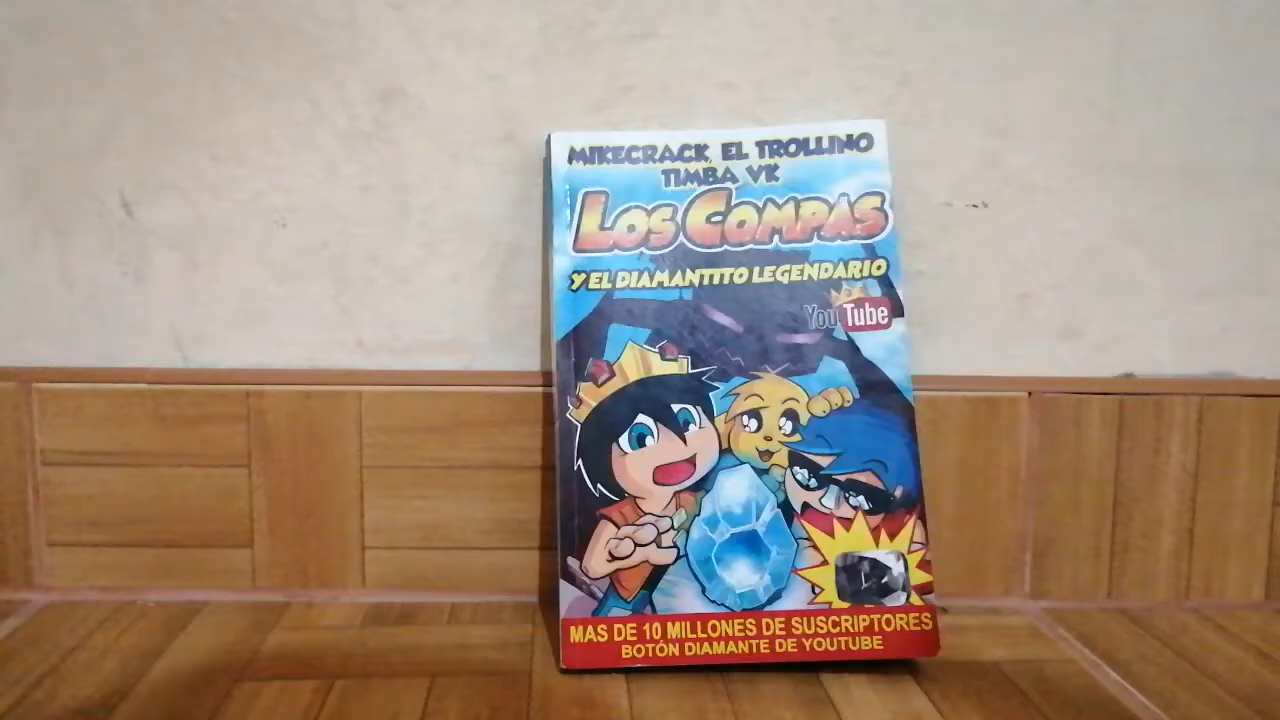 MIKECRACK, EL TROLLINO
TIMBA VK
LOS COMPAS
Y EL DIAMANTITO LEGENDARIO
YouTube
MAS DE 10 MILLONES DE SUSCRIPTORES
BOTÓN DIAMANTE DE YOUTUBE